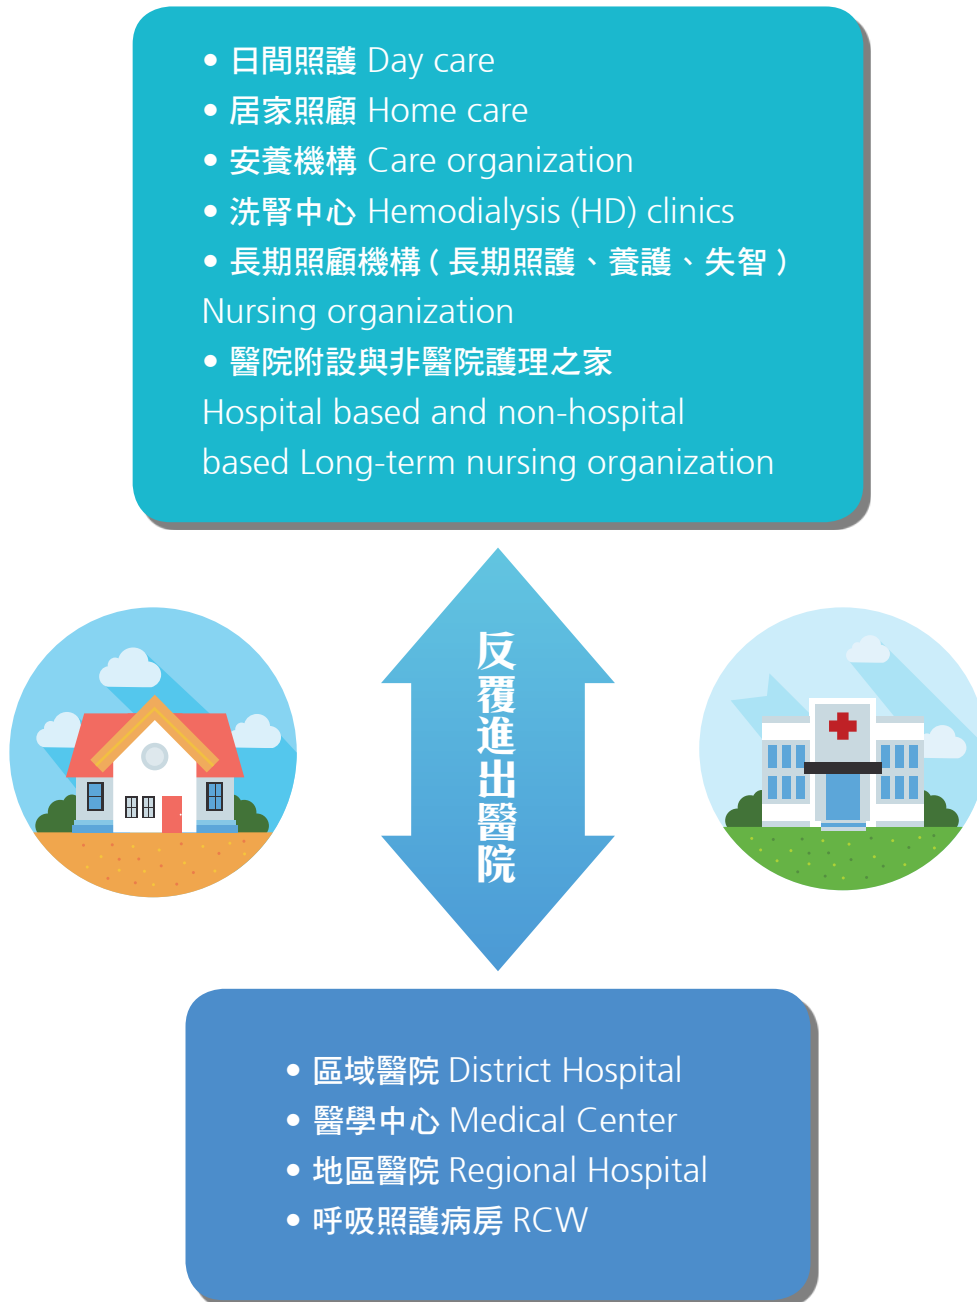 • 日間照護 Day care
• 居家照顧 Home care
• 安養機構 Care organization
• 洗腎中心 Hemodialysis (HD) clinics
• 長期照顧機構 ( 長期照護、養護、失智 )
Nursing organization
• 醫院附設與非醫院護理之家
Hospital based and non-hospital
based Long-term nursing organization
反覆進出醫院
• 區域醫院 District Hospital
• 醫學中心 Medical Center
• 地區醫院 Regional Hospital
• 呼吸照護病房 RCW